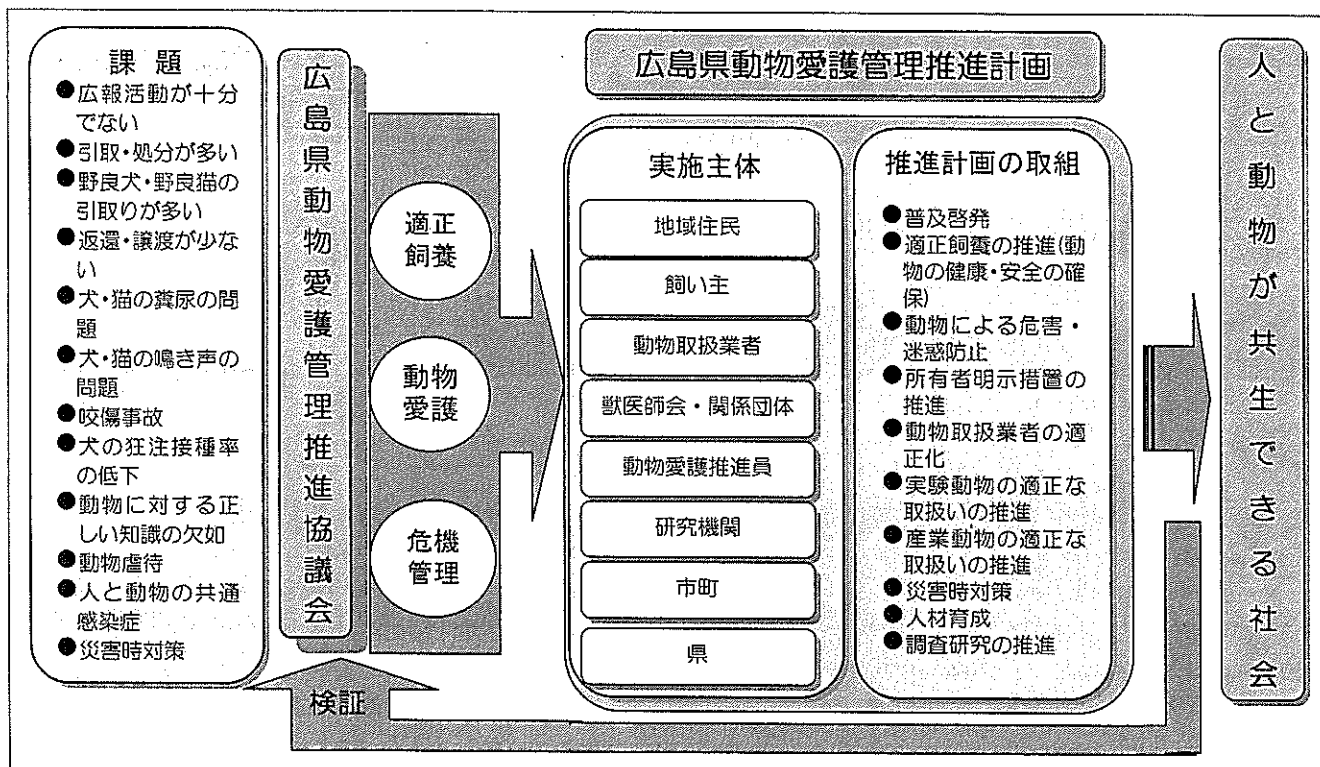 課 題
●広報活動が十分
でない
●引取・処分が多い
●野良犬・野良猫の
引取りが多い
●返還・譲渡が少な
い
●犬・猫の糞尿の問
題
●犬・猫の鳴き声の
問題
●咬傷事故
●犬の狂注接種率
の低下
●動物に対する正
しい知識の欠如
●動物虐待
●人と動物の共通
感染症
●災害時対策
広島県動物愛護管理推進協議会
適正
飼養
動物
愛護
危機
管理
広島県動物愛護管理推進計画
実施主体
地域住民
飼い主
動物取扱業者
獣医師会・関係団体
動物愛護推進員
研究機関
市町
県
推進計画の取組
●普及啓発
●適正飼養の推進(動
物の健康・安全の確
保)
●動物による危害・
迷惑防止
●所有者明示措置の
推進
●動物取扱業者の適
正化
●実験動物の適正な
取扱いの推進
●産業動物の適正な
取扱いの推進
●災害時対策
●人材育成
●調査研究の推進
人と動物が共生できる社会
検証